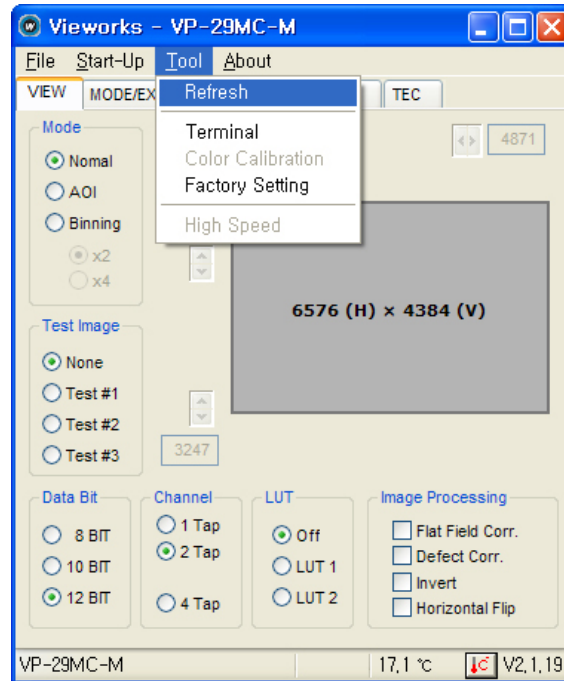 Vieworks - VP-29MC-M
File Start-Up Tool About
VIEW MODE/EX TEC
Refresh
Terminal
Color Calibration
Factory Setting
High Speed
Mode
Nomal
AOI
Binning
x2
x4
4871
6576 (H) × 4384 (V)
Test Image
None
Test #1
Test #2
Test #3
3247
Data Bit
8 BIT
10 BIT
12 BIT
Channel
1 Tap
2 Tap
4 Tap
LUT
Off
LUT 1
LUT 2
Image Processing
Flat Field Corr.
Defect Corr.
Invert
Horizontal Flip
VP-29MC-M 17,1 ℃ V2,1,19